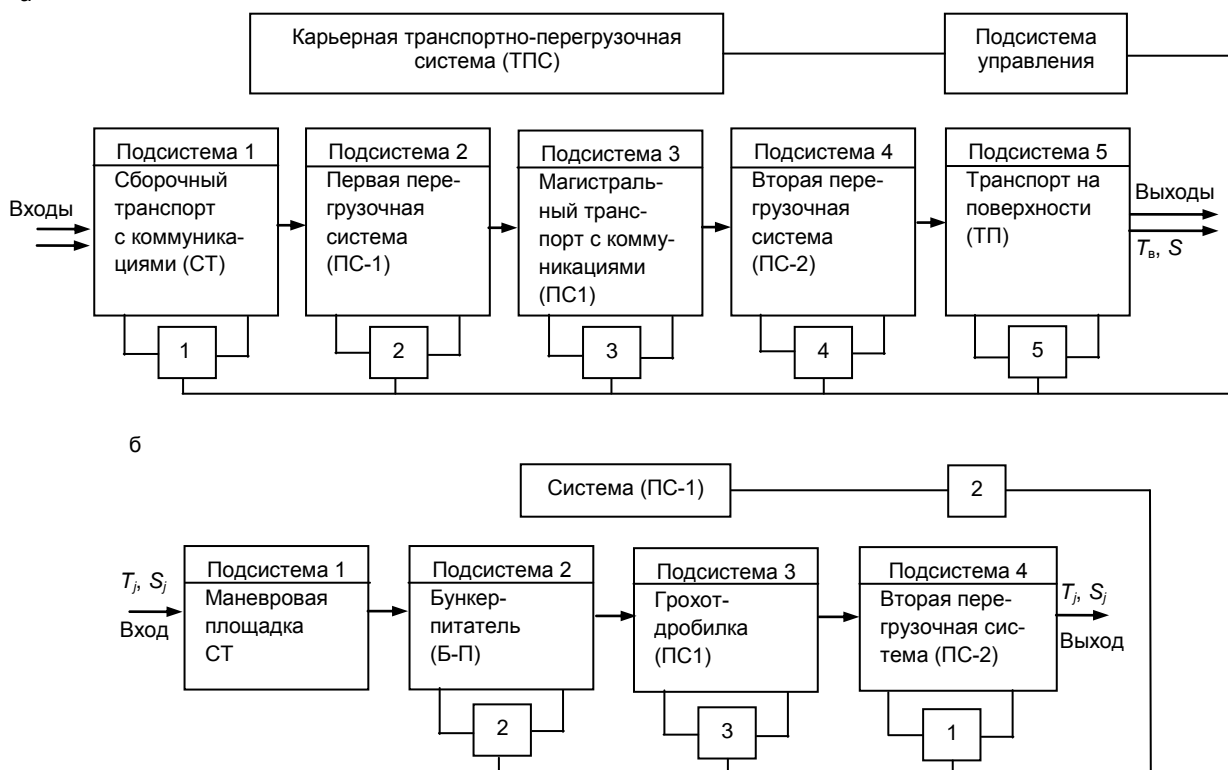 Карьерная транспортно-перегрузочная
система (ТПС)
Подсистема
управления
Входы
Подсистема 1
Сборочный
транспорт
с коммуника-
циями (СТ)
1
Подсистема 2
Первая пере-
грузочная
система
(ПС-1)
2
Подсистема 3
Магистраль-
ный транс-
порт с комму-
никациями
(ПС1)
3
Подсистема 4
Вторая пере-
грузочная
система
(ПС-2)
4
Подсистема 5
Транспорт на
поверхности
(ТП)
5
Выходы
Tв, S
б
Система (ПС-1)
2
Tj, Sj
Вход
Подсистема 1
Маневровая
площадка
СТ
Подсистема 2
Бункер-
питатель
(Б-П)
2
Подсистема 3
Грохот-
дробилка
(ПС1)
3
Подсистема 4
Вторая пере-
грузочная сис-
тема (ПС-2)
1
Tj, Sj
Выход